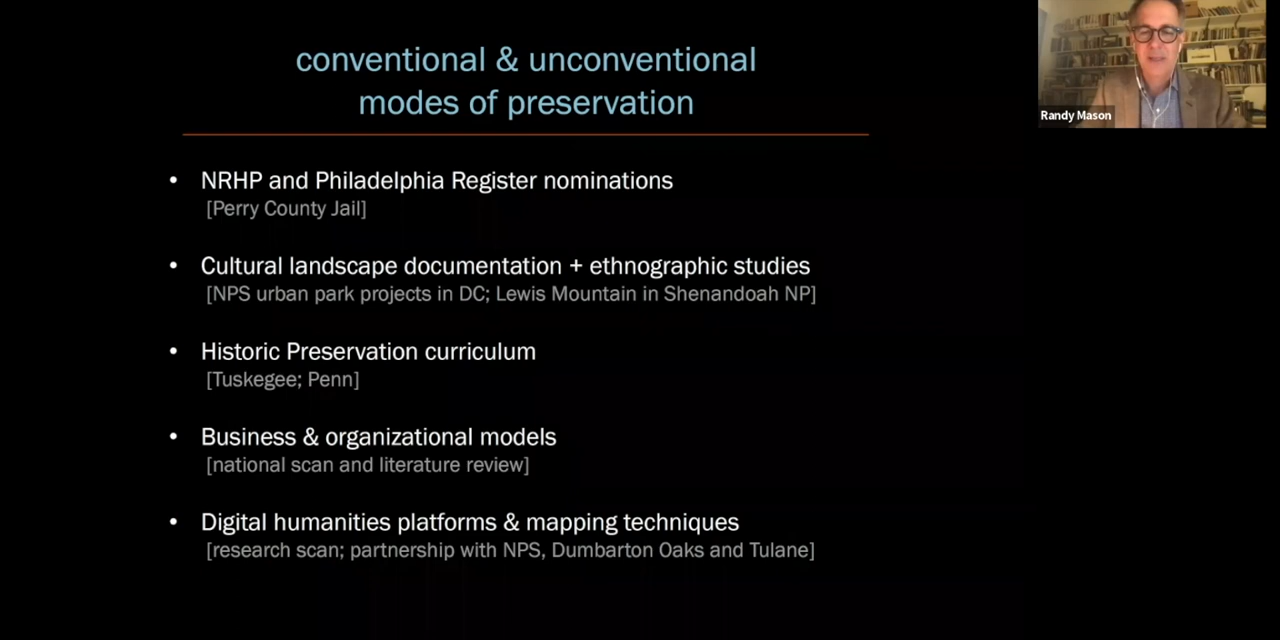 conventional & unconventional
modes of preservation
Randy Mason
• NRHP and Philadelphia Register nominations
[Perry County Jail]
• Cultural landscape documentation + ethnographic studies
[NPS urban park projects in DC; Lewis Mountain in Shenandoah NP]
• Historic Preservation curriculum
[Tuskegee; Penn]
• Business & organizational models
[national scan and literature review]
• Digital humanities platforms & mapping techniques
[research scan; partnership with NPS, Dumbarton Oaks and Tulane]